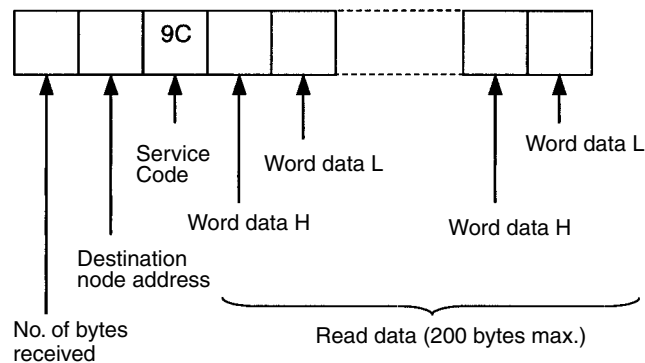 9C
Service
Code
Word data L
Word data L
Word data H
Word data H
Destination
node address
No. of bytes
received
Read data (200 bytes max.)